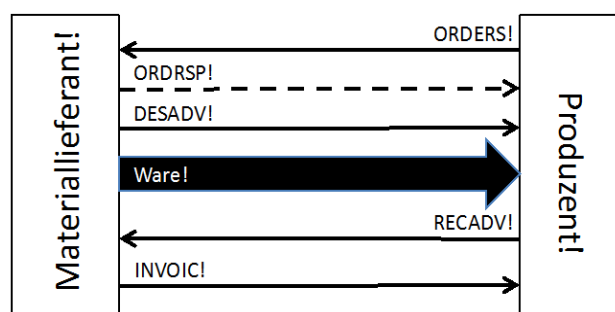 Materiallieferant!
ORDERS!
ORDRSP!
DESADV!
Ware!
RECADV!
INVOIC!
Produzent!